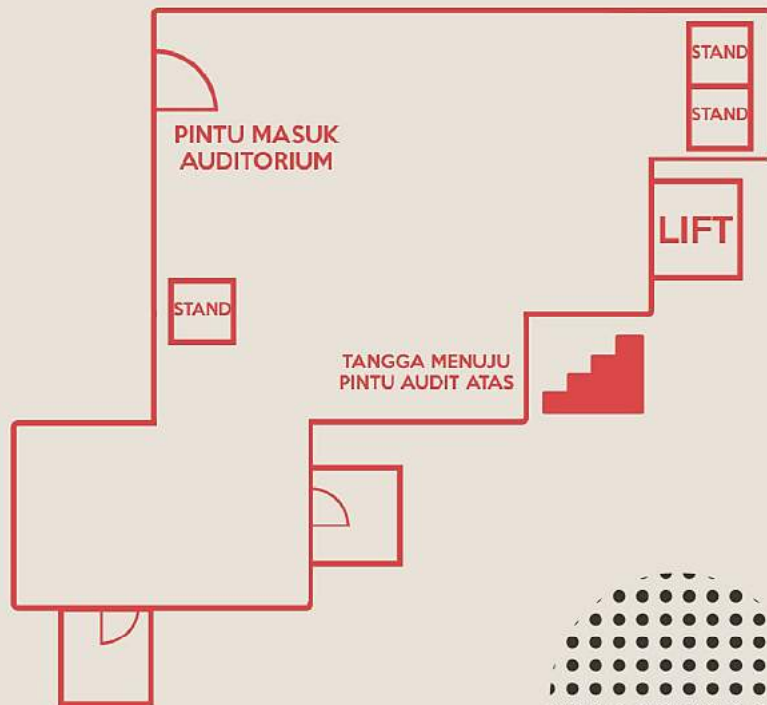 STAND
STAND
PINTU MASUK
AUDITORIUM
LIFT
STAND
TANGGA MENUJU
PINTU AUDIT ATAS